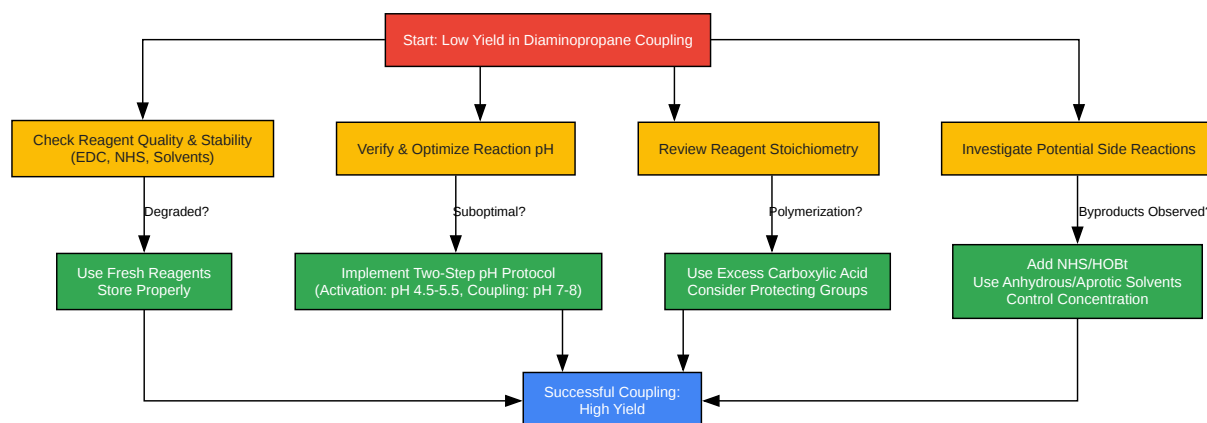 Start: Low Yield in Diaminopropane Coupling
Check Reagent Quality & Stability
(EDC, NHS, Solvents)
Verify & Optimize Reaction pH
Review Reagent Stoichiometry
Investigate Potential Side Reactions
Degraded?
Suboptimal?
Polymerization?
Byproducts Observed?
Use Fresh Reagents
Store Properly
Implement Two-Step pH Protocol
(Activation: pH 4.5-5.5, Coupling: pH 7-8)
Use Excess Carboxylic Acid
Consider Protecting Groups
Add NHS/HOBt
Use Anhydrous/Aprotic Solvents
Control Concentration
Successful Coupling:
High Yield